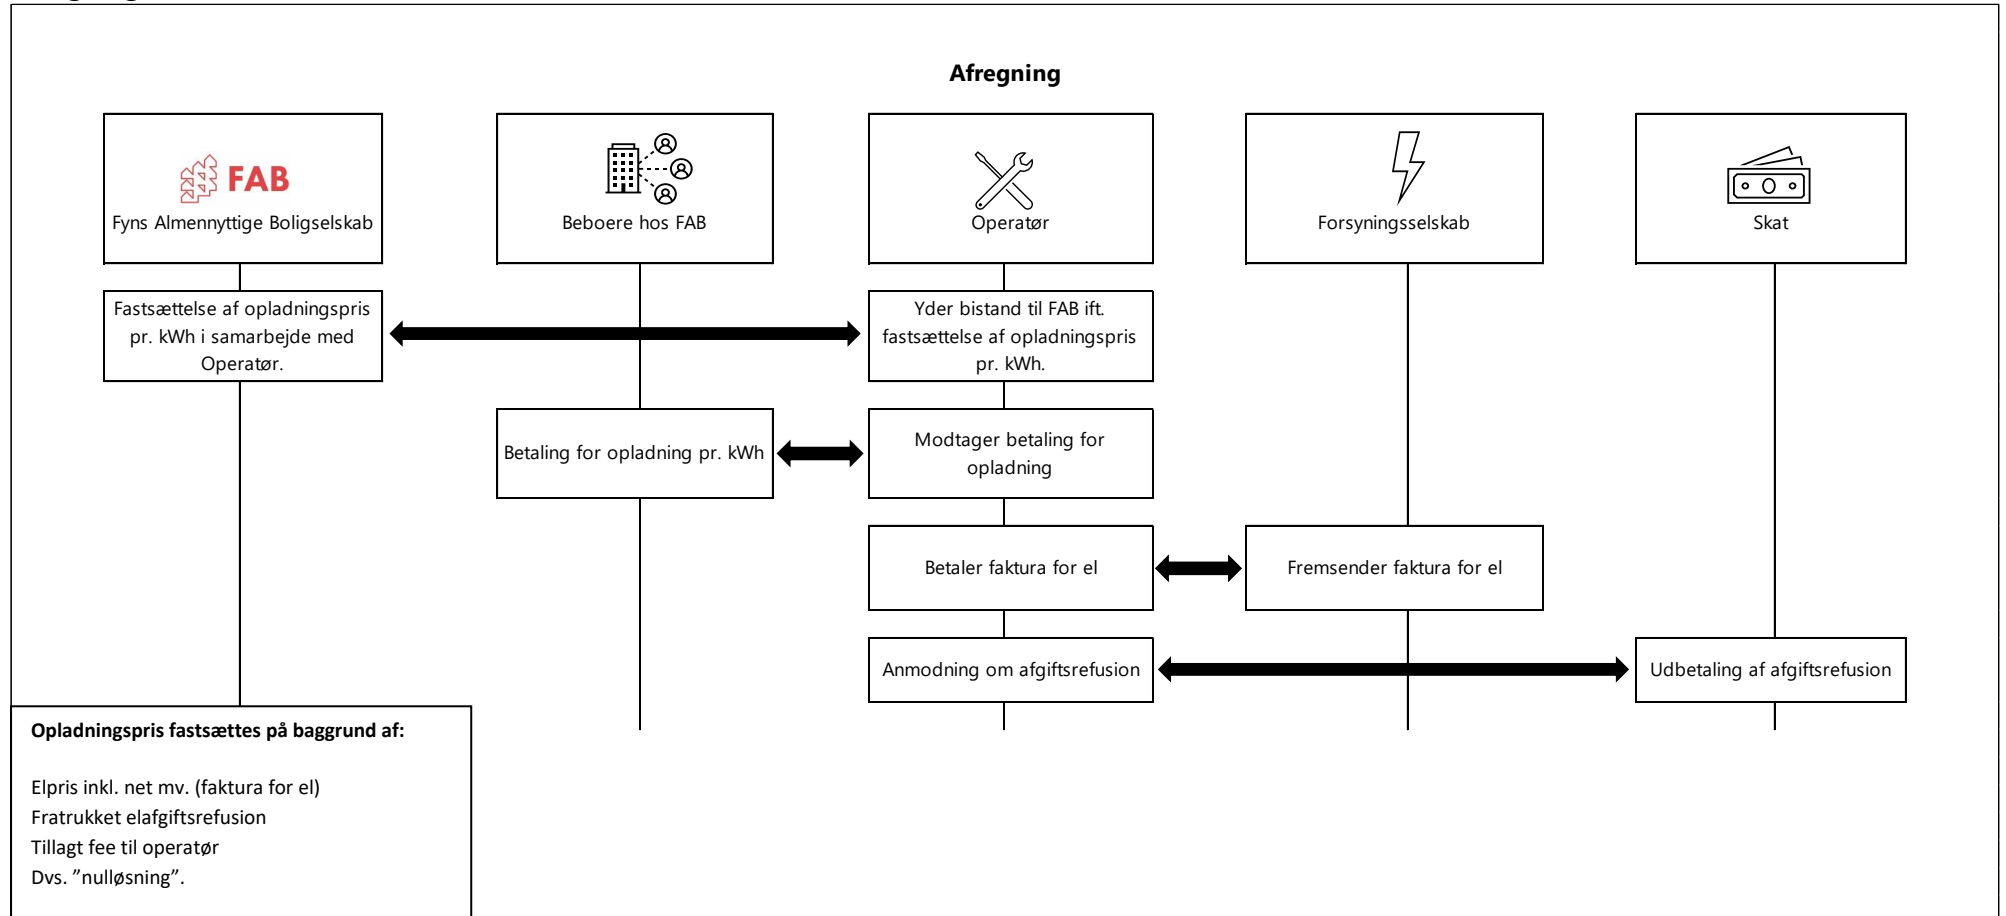 Afregning
FAB
Fyns Almennyttige Boligselskab
Beboere hos FAB
Operatør
Forsyningsselskab
Skat
Fastsættelse af opladningspris
pr. kWh i samarbejde med
Operatør.
Yder bistand til FAB ift.
fastsættelse af opladningspris
pr. kWh.
Betaling for opladning pr. kWh
Modtager betaling for
opladning
Betaler faktura for el
Fremsender faktura for el
Anmodning om afgiftsrefusion
Udbetaling af afgiftsrefusion
Opladningspris fastsættes på baggrund af:
Elpris inkl. net mv. (faktura for el)
Fratrukket elafgiftsrefusion
Tillagt fee til operatør
Dvs. ”nulløsning”.